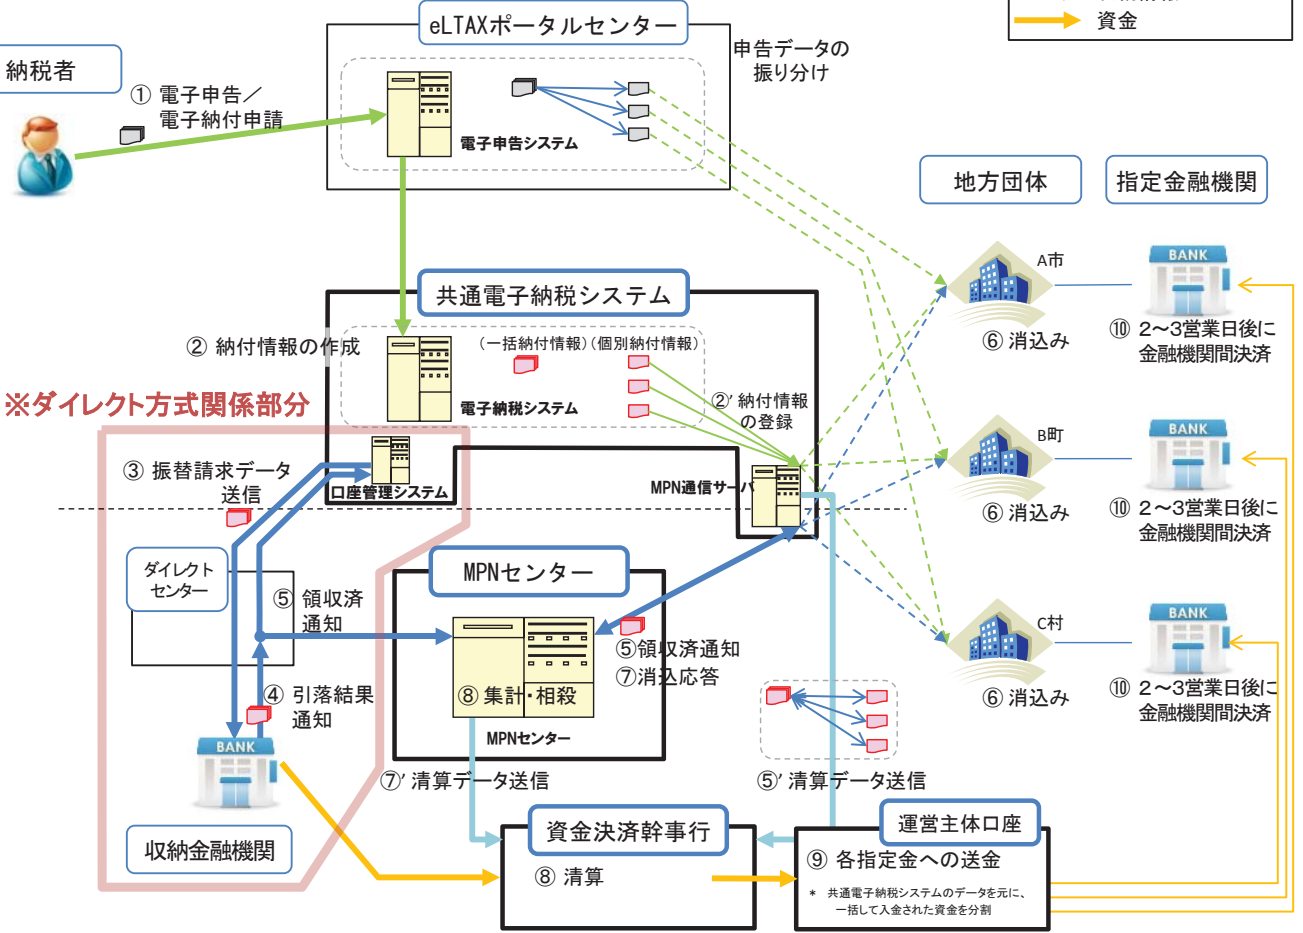 資金
eLTAXポータルセンター
申告データの
振り分け
納税者
① 電子申告／
電子納付申請
電子申告システム
地方団体
指定金融機関
BANK
A市
⑥ 消込み
⑩ 2～3営業日後に
金融機関間決済
共通電子納税システム
② 納付情報の作成
(一括納付情報)
(個別納付情報)
電子納税システム
②’ 納付情報
の登録
※ダイレクト方式関係部分
③ 振替請求データ
送信
口座管理システム
MPN通信サーバ
BANK
B町
⑥ 消込み
⑩ 2～3営業日後に
金融機関間決済
ダイレクト
センター
⑤ 領収済
通知
MPNセンター
⑤領収済通知
⑦消込応答
⑧ 集計・相殺
MPNセンター
BANK
C村
⑥ 消込み
⑩ 2～3営業日後に
金融機関間決済
④ 引落結果
通知
BANK
収納金融機関
⑦’ 清算データ送信
⑤’ 清算データ送信
資金決済幹事行
⑧ 清算
運営主体口座
⑨ 各指定金への送金
* 共通電子納税システムのデータを元に、
一括して入金された資金を分割